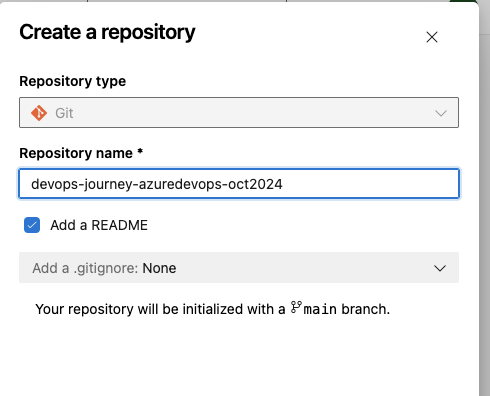 Create a repository
Repository type
Git
Repository name *
devops-journey-azuredevops-oct2024
Add a README
Add a .gitignore: None
Your repository will be initialized with a main branch.